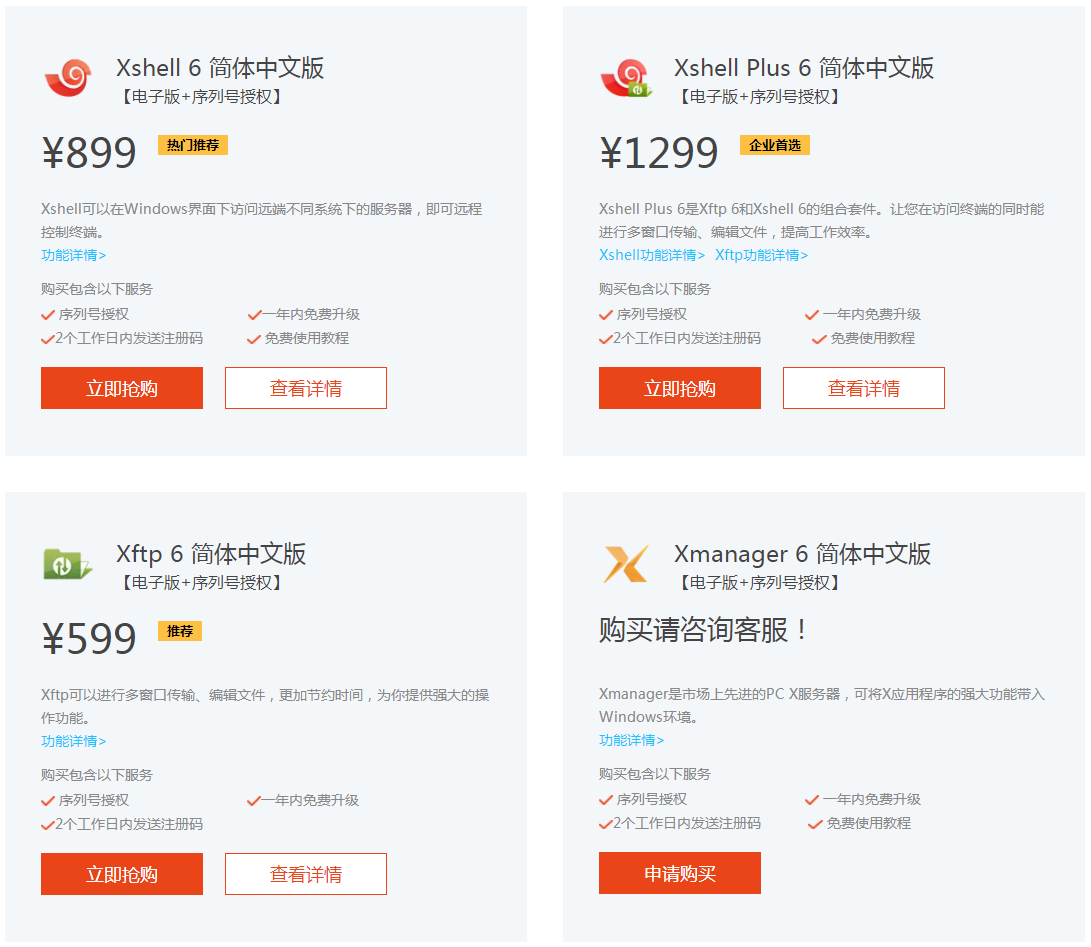 Xshell 6 简体中文版
【电子版+序列号授权】
¥899 热门推荐
Xshell可以在Windows界面下访问远端不同系统下的服务器，即可远程
控制终端。
功能详情>
购买包含以下服务
序列号授权 一年内免费升级
2个工作日内发送注册码 免费使用教程
立即抢购 查看详情
Xshell Plus 6 简体中文版
【电子版+序列号授权】
¥1299 企业首选
Xshell Plus 6是Xftp 6和Xshell 6的组合套件。让您在访问终端的同时能
进行多窗口传输、编辑文件，提高工作效率。
Xshell功能详情> Xftp功能详情>
购买包含以下服务
序列号授权 一年内免费升级
2个工作日内发送注册码 免费使用教程
立即抢购 查看详情
Xftp 6 简体中文版
【电子版+序列号授权】
¥599 推荐
Xftp可以进行多窗口传输、编辑文件，更加节约时间，为你提供强大的操
作功能。
功能详情>
购买包含以下服务
序列号授权 一年内免费升级
2个工作日内发送注册码
立即抢购 查看详情
Xmanager 6 简体中文版
【电子版+序列号授权】
购买请咨询客服！
Xmanager是市场上先进的PC X服务器，可将X应用程序的强大功能带入
Windows环境。
功能详情>
购买包含以下服务
序列号授权 一年内免费升级
2个工作日内发送注册码 免费使用教程
申请购买